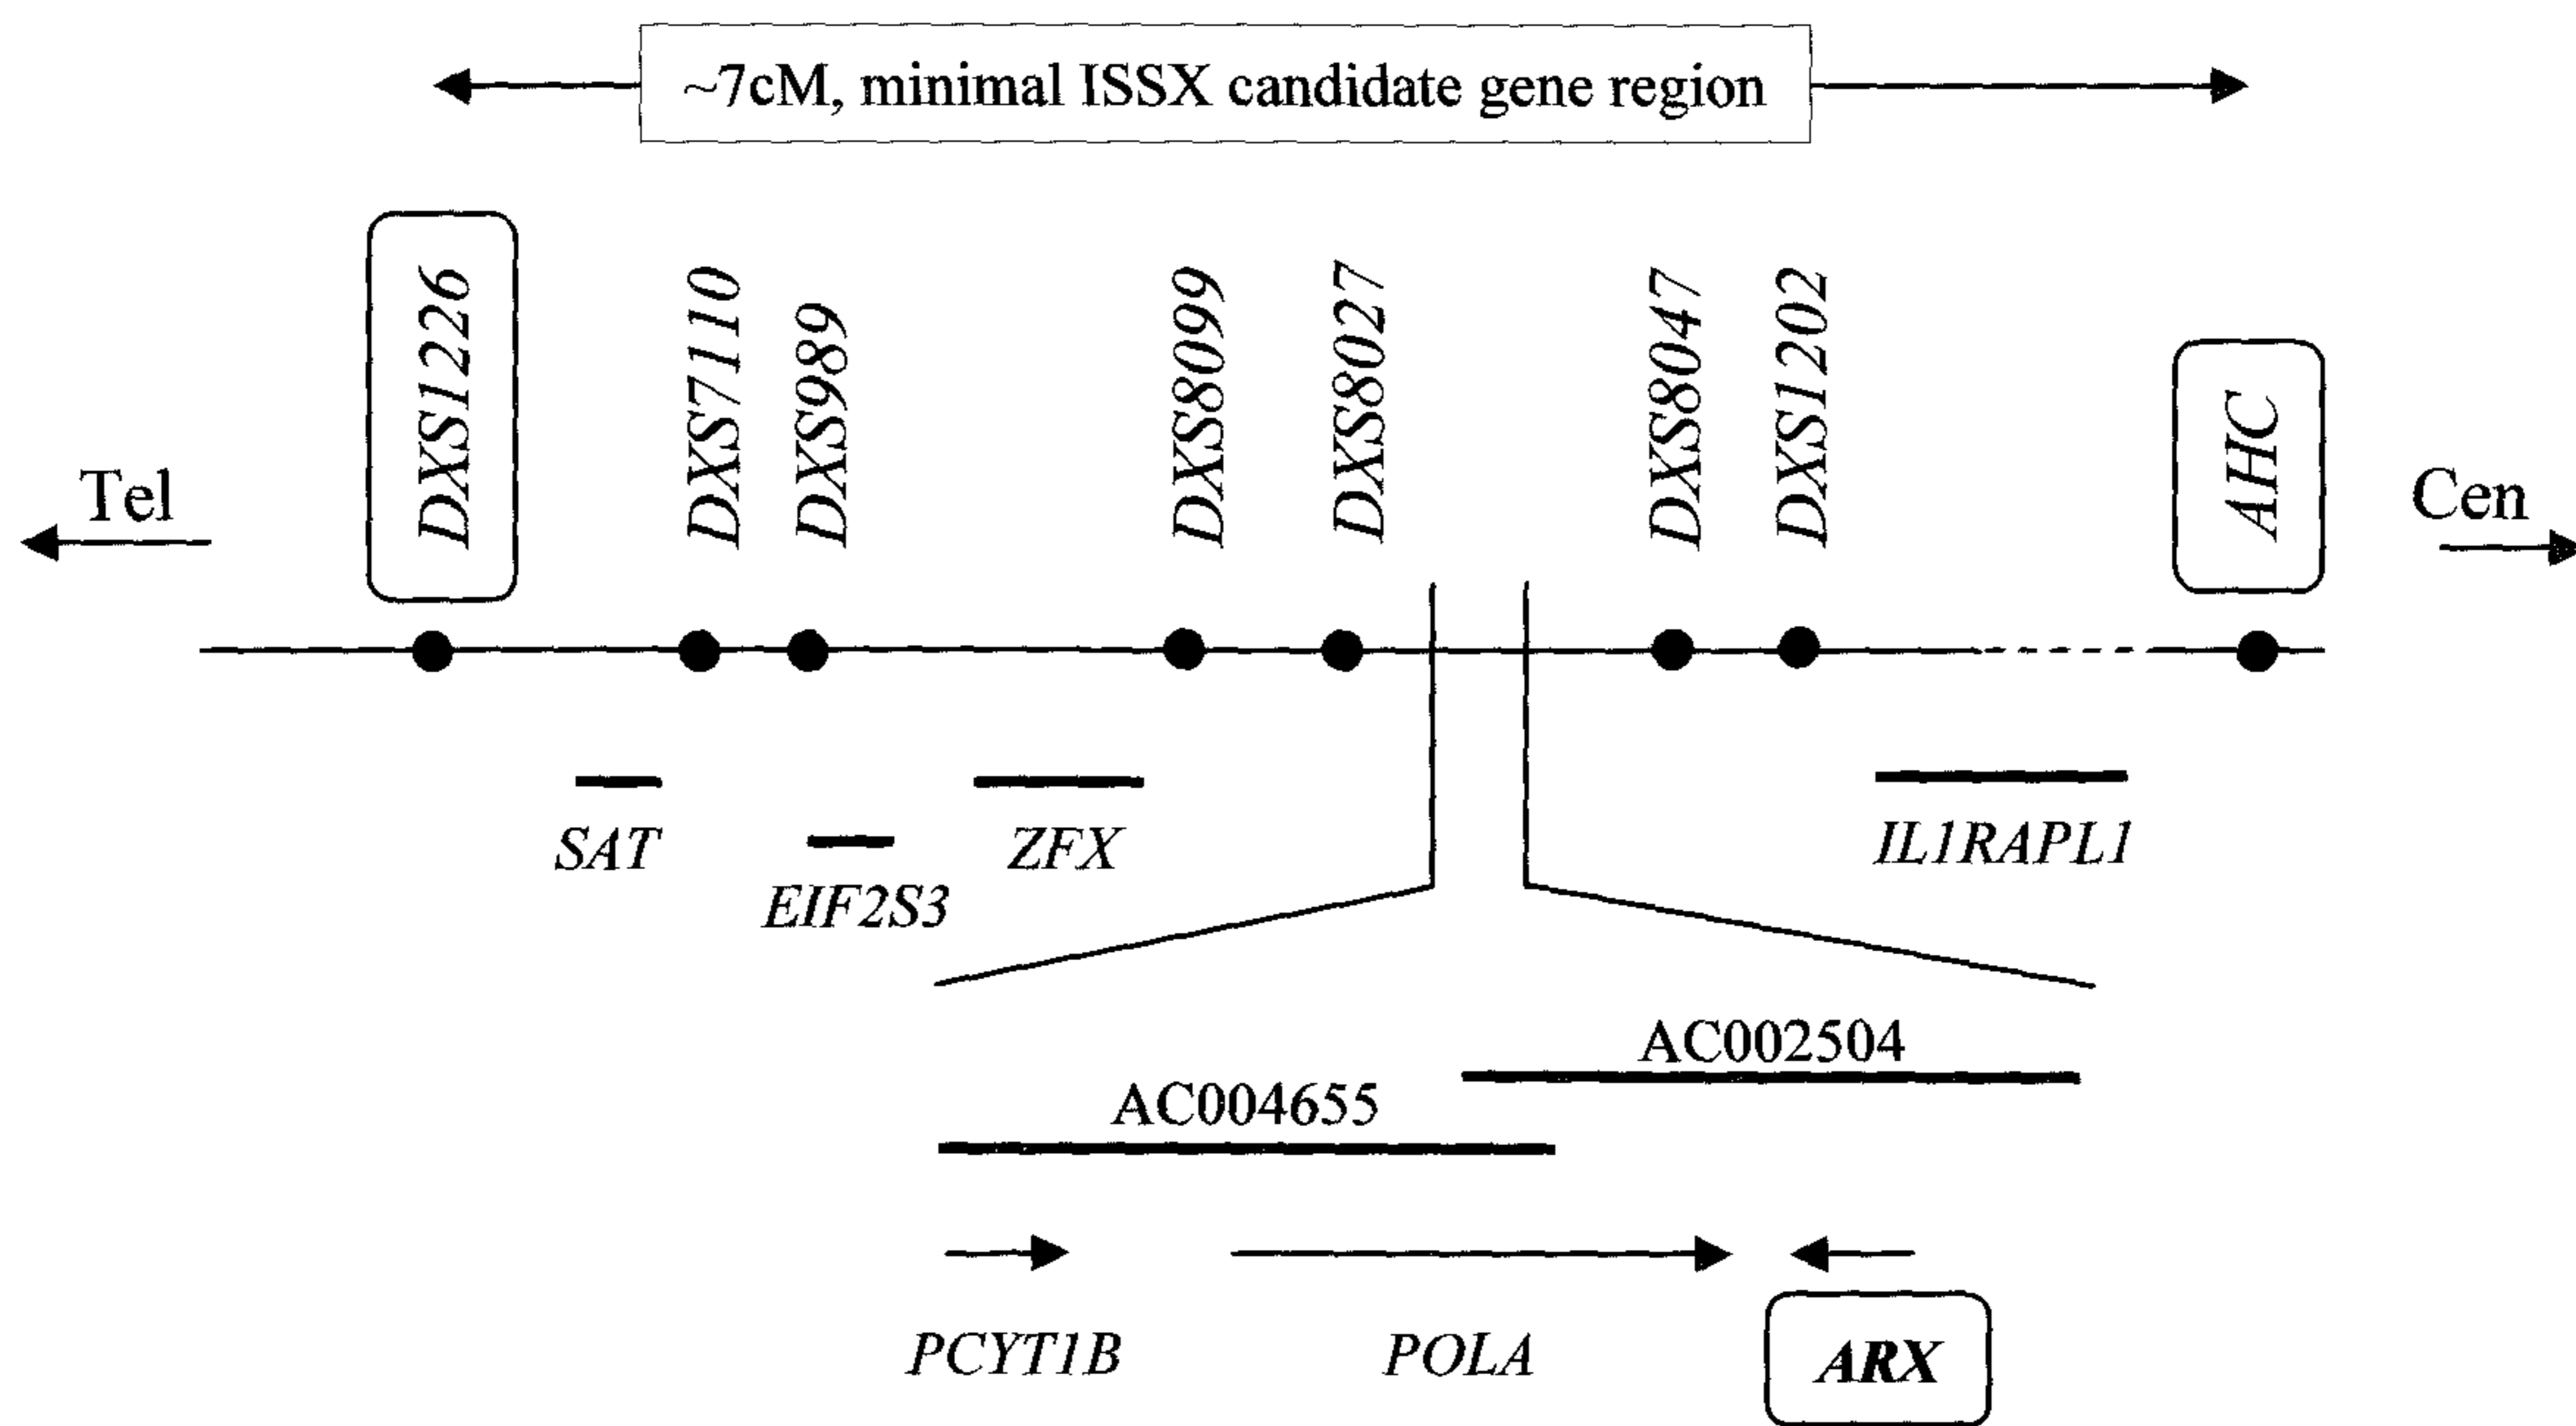 ~7cM, minimal ISSX candidate gene region
DXS1226
DXS7110
DXS989
DXS8099
DXS8027
DXS8047
DXS1202
AHC
Tel
Cen
SAT
EIF2S3
ZFX
IL1RAPL1
AC002504
AC004655
PCYT1B
POLA
ARX